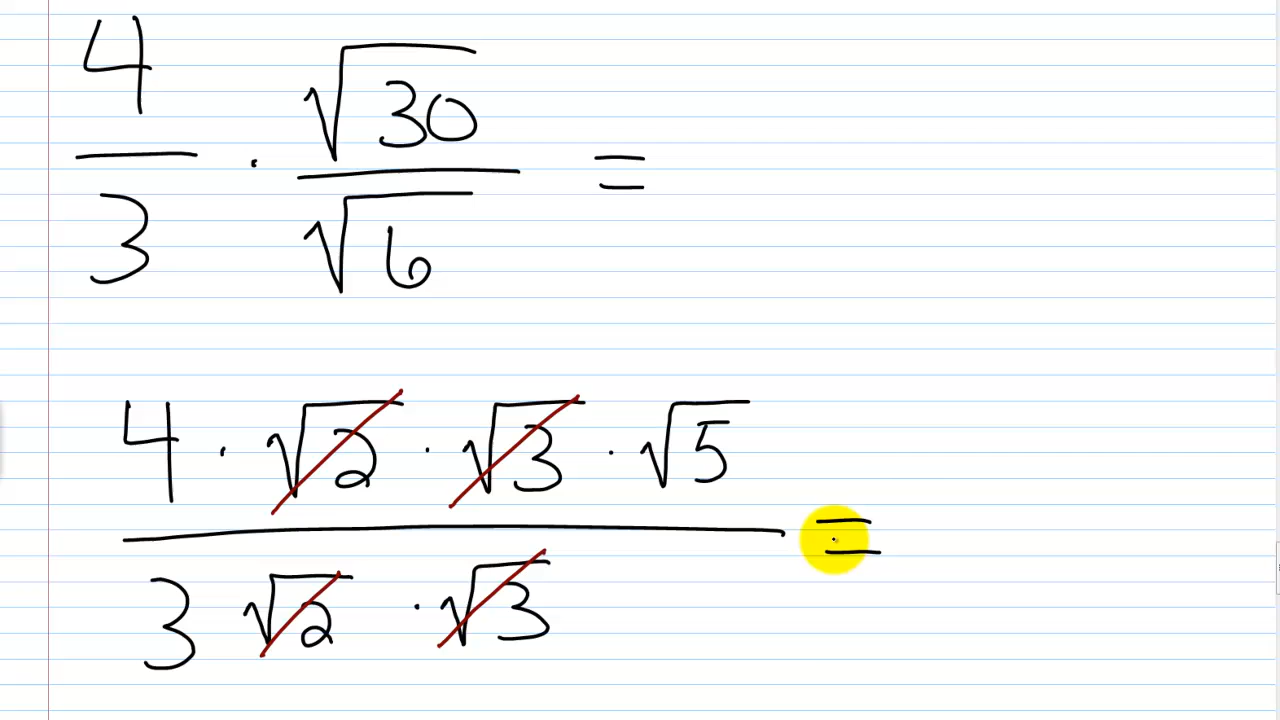 4/3 · √30/√6 =
4 · √2 · √3 · √5 / 3 √2 · √3 =